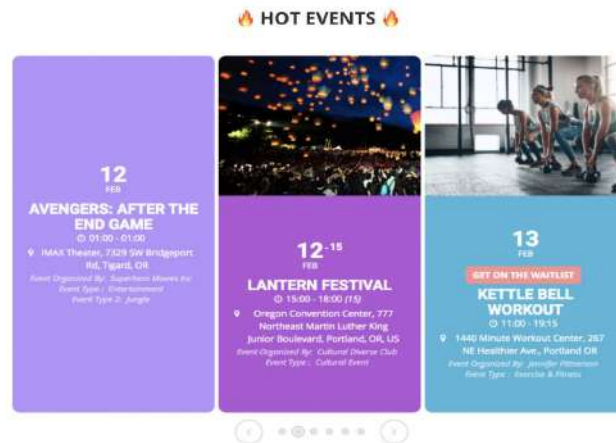 🔥 HOT EVENTS 🔥
12
FEB
AVENGERS: AFTER THE
END GAME
01:00 - 01:00
IMAX Theater, 7329 SW Bridgeport
Rd, Tigard, OR
Event Organized By: Superhero Movies Inc
Event Type : Entertainment
Event Type 2: Jungle
12 -15
FEB
LANTERN FESTIVAL
15:00 - 18:00 (15)
Oregon Convention Center, 777
Northeast Martin Luther King
Junior Boulevard, Portland, OR, US
Event Organized By: Cultural Diverse Club
Event Type : Cultural Event
13
FEB
GET ON THE WAITLIST
KETTLE BELL
WORKOUT
11:00 - 19:15
1440 Minute Workout Center, 287
NE Healthier Ave., Portland OR
Event Organized By: Jennifer
Event Type : Exercise & Fitness